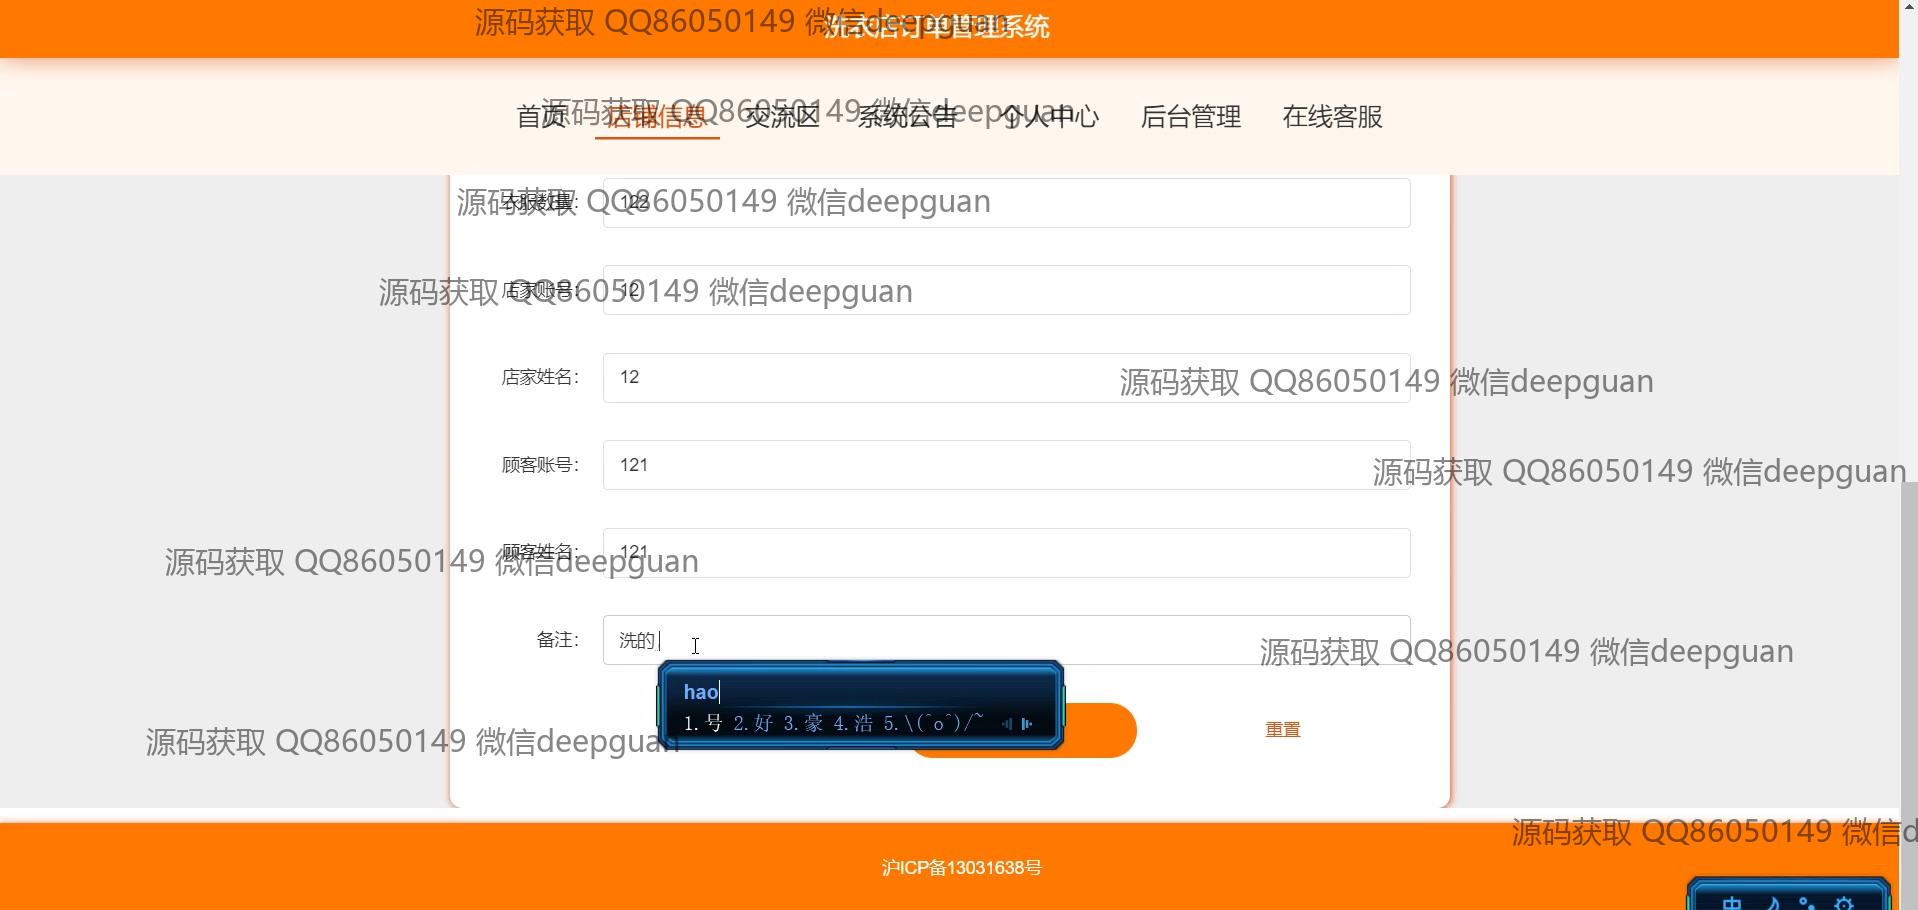 洗衣店订单管理系统
源码获取 QQ86050149 微信deepguan
首页 店铺信息 交流区 系统公告 个人中心 后台管理 在线客服
源码获取 QQ86050149 微信deepguan
衣服数量: 122
源码获取 QQ86050149 微信deepguan
店家账号: 12
源码获取 QQ86050149 微信deepguan
店家姓名: 12
源码获取 QQ86050149 微信deepguan
顾客账号: 121
源码获取 QQ86050149 微信deepguan
顾客姓名: 121
源码获取 QQ86050149 微信deepguan
备注: 洗的
源码获取 QQ86050149 微信deepguan
hao
1.号 2.好 3.豪 4.浩 5.\(^o^)/~
重置
源码获取 QQ86050149 微信deepguan
源码获取 QQ86050149 微信d
沪ICP备13031638号
中